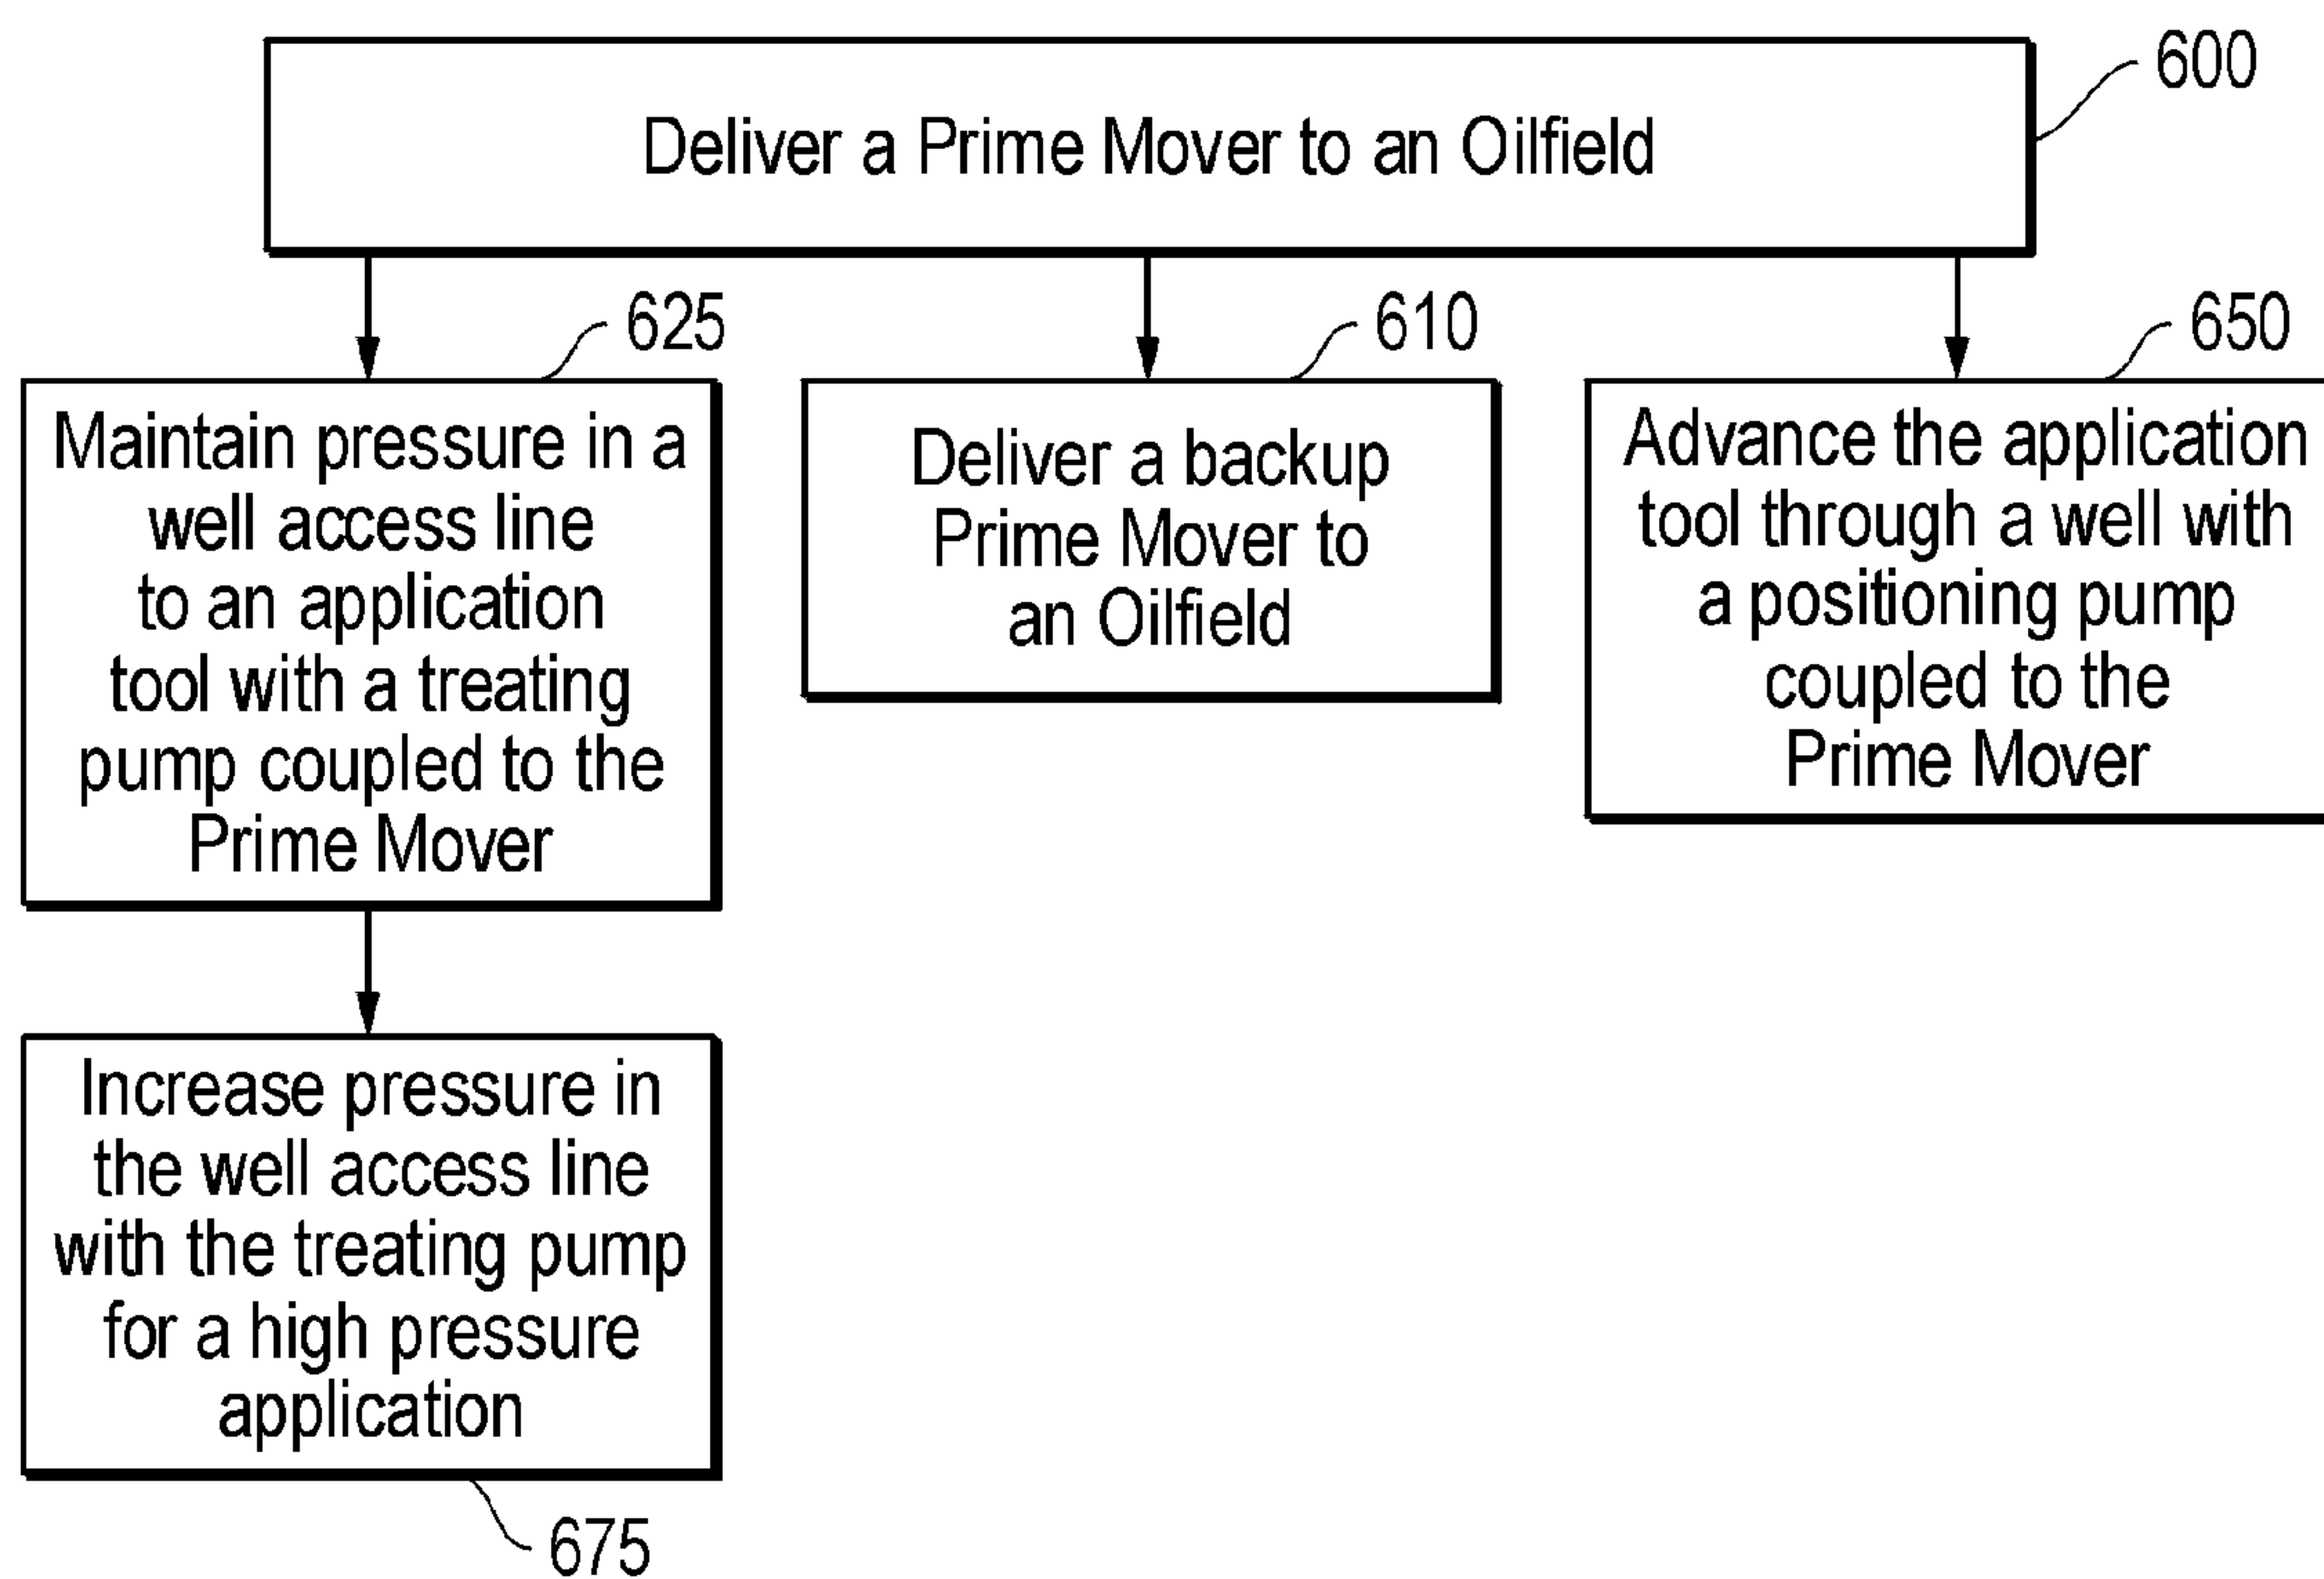 600
Deliver a Prime Mover to an Oilfield
625
Maintain pressure in a
well access line
to an application
tool with a treating
pump coupled to the
Prime Mover
610
Deliver a backup
Prime Mover to
an Oilfield
650
Advance the application
tool through a well with
a positioning pump
coupled to the
Prime Mover
Increase pressure in
the well access line
with the treating pump
for a high pressure
application
675